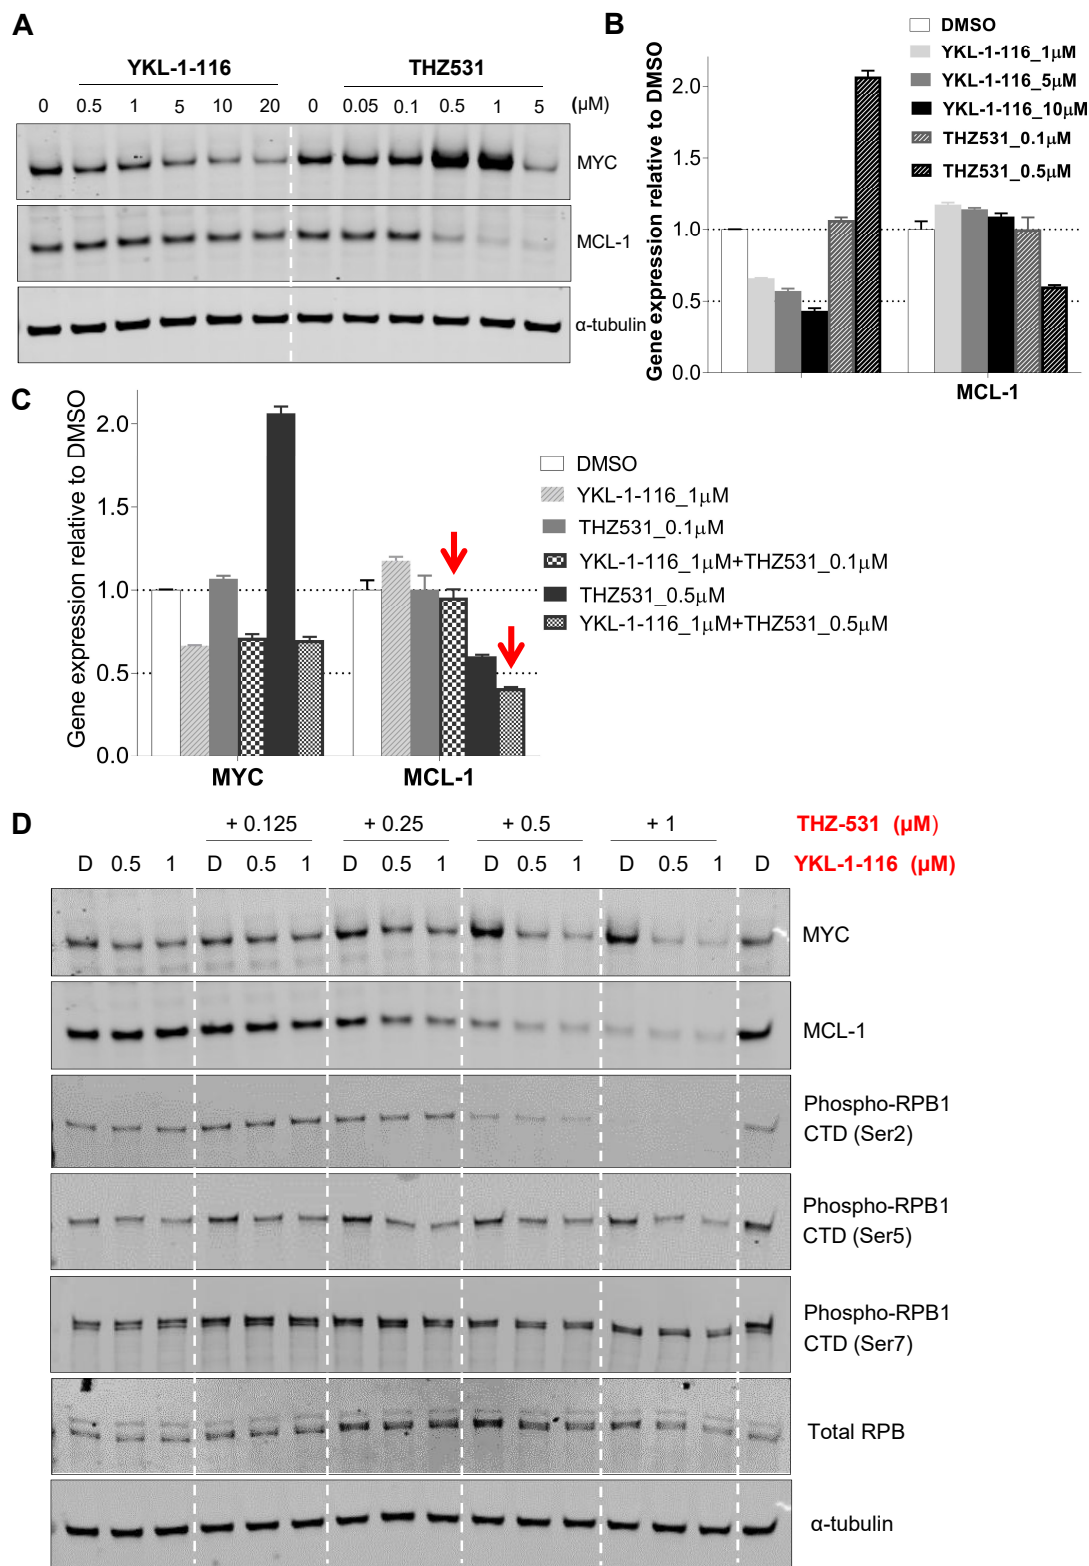 A
YKL-1-116 THZ531
0 0.5 1 5 10 20 0 0.05 0.1 0.5 1 5 (μM)
MYC
MCL-1
α-tubulin
B
Gene expression relative to DMSO
2.0
1.5
1.0
0.5
0.0
MCL-1
DMSO
YKL-1-116_1μM
YKL-1-116_5μM
YKL-1-116_10μM
THZ531_0.1μM
THZ531_0.5μM
C
Gene expression relative to DMSO
2.0
1.5
1.0
0.5
0.0
MYC MCL-1
DMSO
YKL-1-116_1μM
THZ531_0.1μM
YKL-1-116_1μM+THZ531_0.1μM
THZ531_0.5μM
YKL-1-116_1μM+THZ531_0.5μM
D
+ 0.125 + 0.25 + 0.5 + 1 THZ-531 (μM)
D 0.5 1 D 0.5 1 D 0.5 1 D 0.5 1 D 0.5 1 D YKL-1-116 (μM)
MYC
MCL-1
Phospho-RPB1
CTD (Ser2)
Phospho-RPB1
CTD (Ser5)
Phospho-RPB1
CTD (Ser7)
Total RPB
α-tubulin